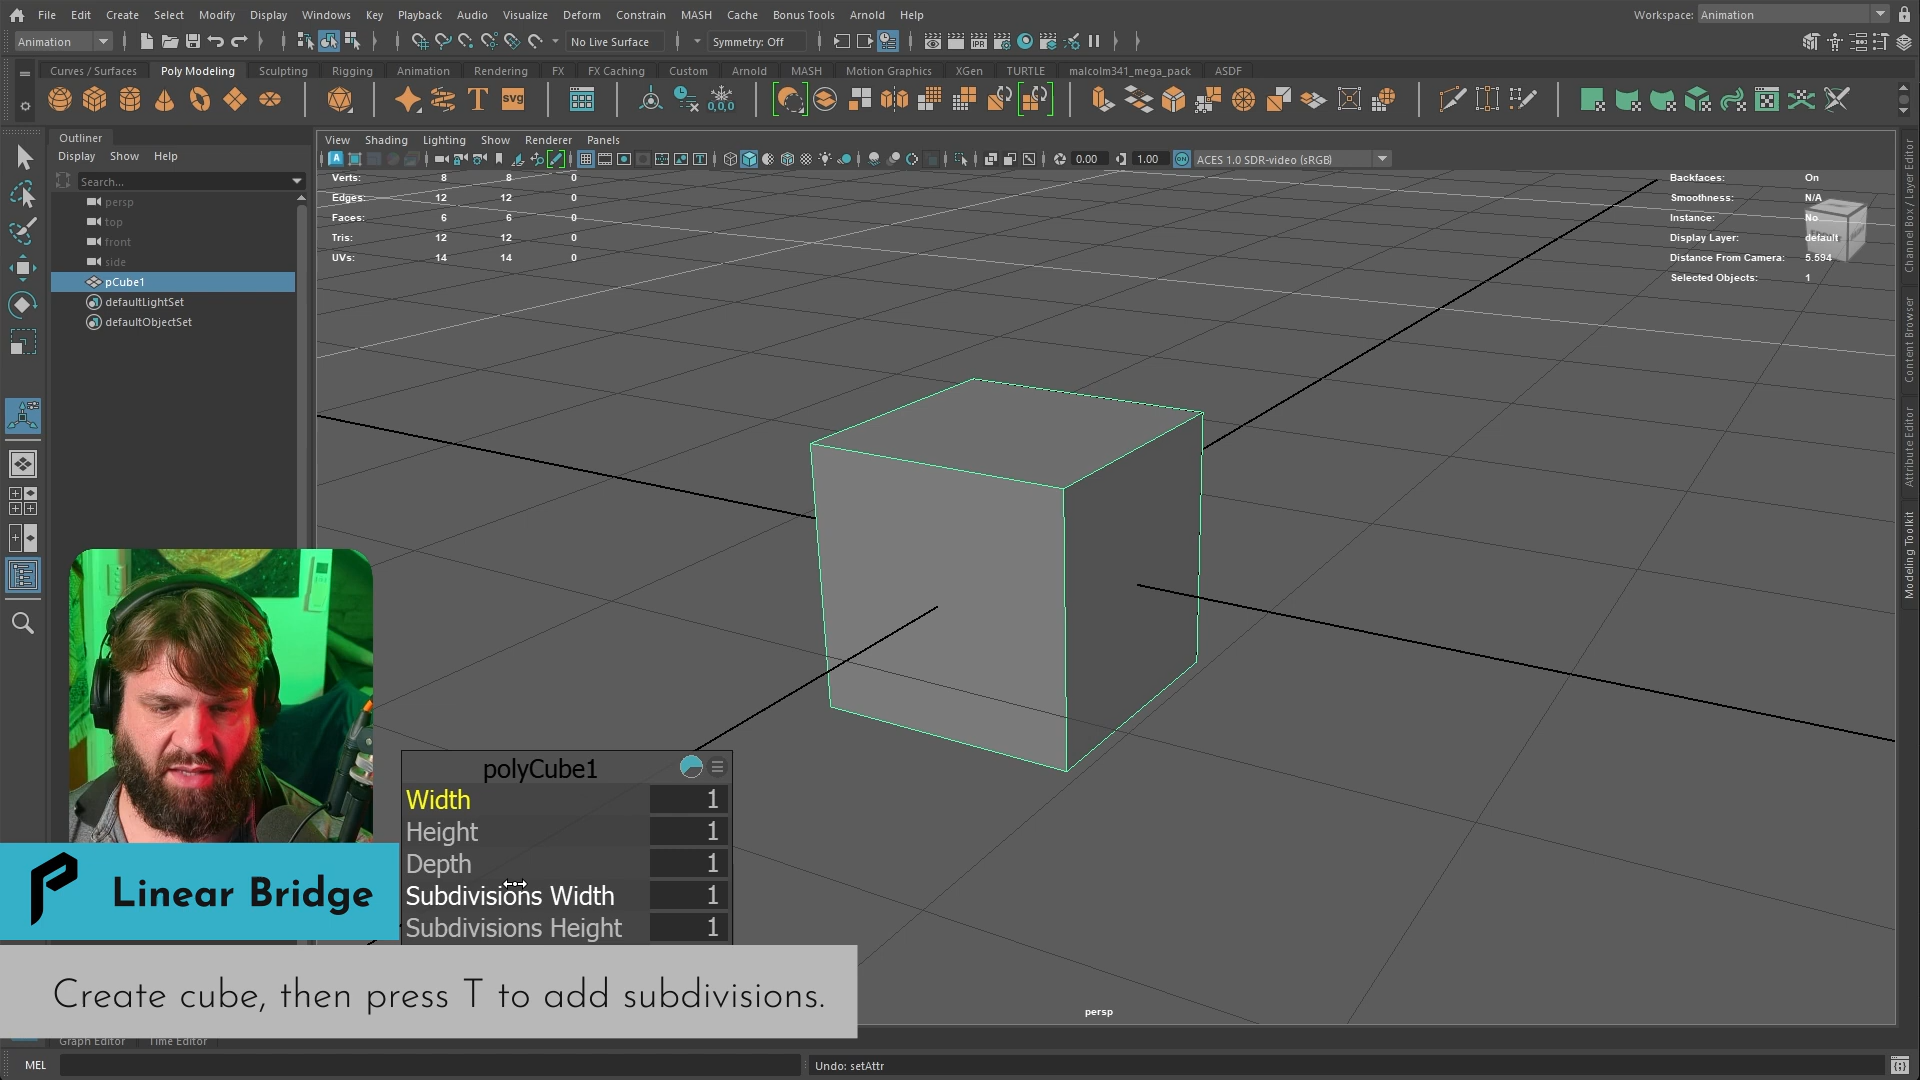 File Edit Create Select Modify Display Windows Key Playback Audio Visualize Deform Constrain MASH Cache Bonus Tools Arnold Help Workspace: Animation
Animation No Live Surface Symmetry: Off
Curves / Surfaces Poly Modeling Sculpting Rigging Animation Rendering FX FX Caching Custom Arnold MASH Motion Graphics XGen TURTLE malcolm341_mega_pack ASDF
T SVG 0,0,0
Outliner
Display Show Help
Search...
persp
top
front
side
pCube1
defaultLightSet
defaultObjectSet
View Shading Lighting Show Renderer Panels
0.00 1.00 ACES 1.0 SDR-video (sRGB)
Verts: 8 8 0
Edges: 12 12 0
Faces: 6 6 0
Tris: 12 12 0
UVs: 14 14 0
Backfaces: On
Smoothness: N/A
Instance: No
Display Layer: default
Distance From Camera: 5.594
Selected Objects: 1
Channel Box / Layer Editor
Content Browser
Attribute Editor
Modeling Toolkit
polyCube1
Width 1
Height 1
Depth 1
Subdivisions Width 1
Subdivisions Height 1
Linear Bridge
Create cube, then press T to add subdivisions.
persp
Graph Editor Time Editor
MEL Undo: setAttr